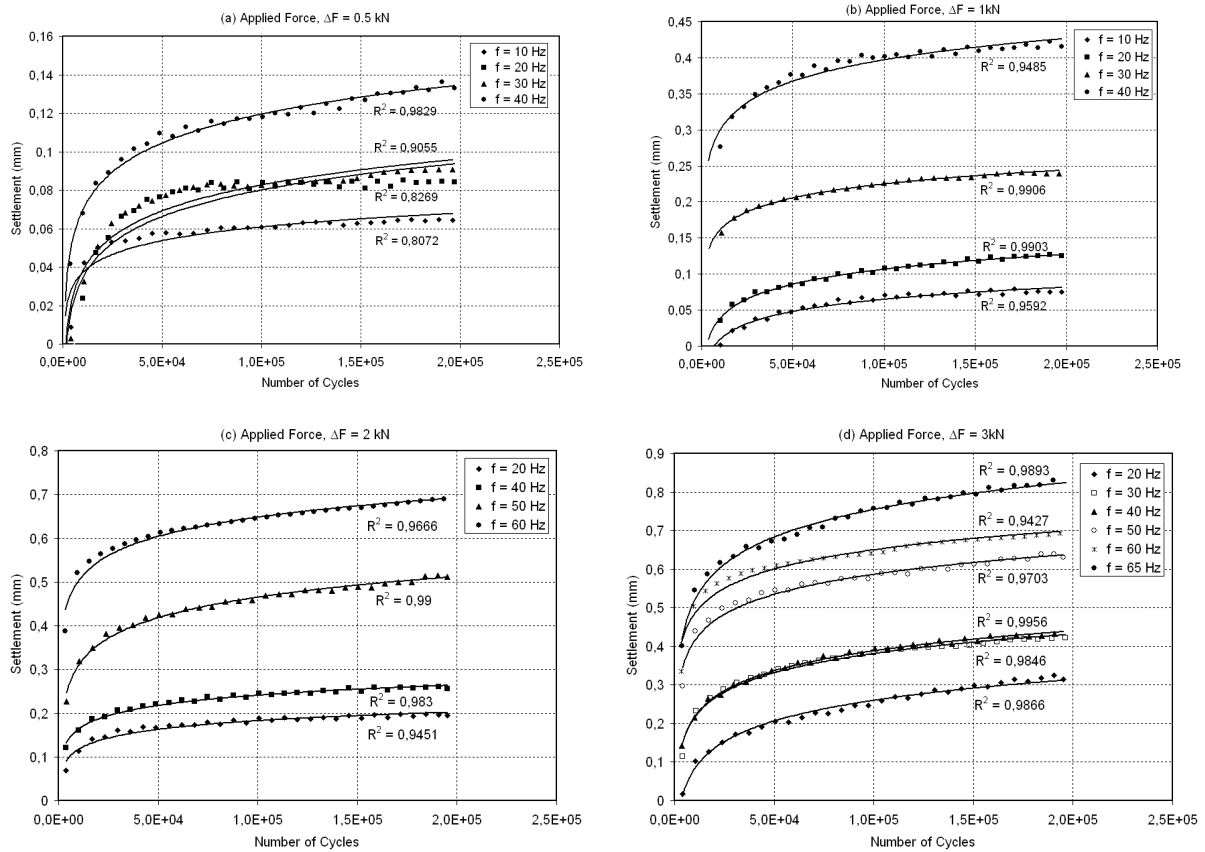 (a) Applied Force, ΔF = 0.5 kN
0,16
0,14
0,12
0,1
0,08
0,06
0,04
0,02
0
Settlement (mm)
f = 10 Hz
f = 20 Hz
f = 30 Hz
f = 40 Hz
R² = 0,9829
R² = 0,9055
R² = 0,8269
R² = 0,8072
0,0E+00 5,0E+04 1,0E+05 1,5E+05 2,0E+05 2,5E+05
Number of Cycles
(b) Applied Force, ΔF = 1kN
0,45
0,4
0,35
0,3
0,25
0,2
0,15
0,1
0,05
0
Settlement (mm)
f = 10 Hz
f = 20 Hz
f = 30 Hz
f = 40 Hz
R² = 0,9485
R² = 0,9906
R² = 0,9903
R² = 0,9592
0,0E+00 5,0E+04 1,0E+05 1,5E+05 2,0E+05 2,5E+05
Number of Cycles
(c) Applied Force, ΔF = 2 kN
0,8
0,7
0,6
0,5
0,4
0,3
0,2
0,1
0
Settlement (mm)
f = 20 Hz
f = 40 Hz
f = 50 Hz
f = 60 Hz
R² = 0,9666
R² = 0,99
R² = 0,983
R² = 0,9451
0,0E+00 5,0E+04 1,0E+05 1,5E+05 2,0E+05 2,5E+05
Number of Cycles
(d) Applied Force, ΔF = 3kN
0,9
0,8
0,7
0,6
0,5
0,4
0,3
0,2
0,1
0
Settlement (mm)
f = 20 Hz
f = 30 Hz
f = 40 Hz
f = 50 Hz
f = 60 Hz
f = 65 Hz
R² = 0,9893
R² = 0,9427
R² = 0,9703
R² = 0,9956
R² = 0,9846
R² = 0,9866
0,0E+00 5,0E+04 1,0E+05 1,5E+05 2,0E+05 2,5E+05
Number of Cycles